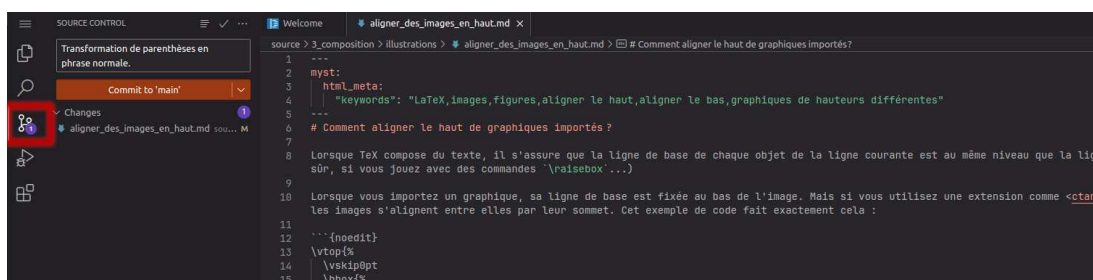 SOURCE CONTROL
Transformation de parenthèses en
phrase normale.
Commit to 'main'
Changes
1
aligner_des_images_en_haut.md sou... M
1
Welcome
aligner_des_images_en_haut.md
source > 3_composition > illustrations > aligner_des_images_en_haut.md > # Comment aligner le haut de graphiques importés?
1 ---
2 myst:
3 html_meta:
4 "keywords": "LaTeX,images,figures,aligner le haut,aligner le bas,graphiques de hauteurs différentes"
5 ---
6 # Comment aligner le haut de graphiques importés ?
7
8 Lorsque TeX compose du texte, il s'assure que la ligne de base de chaque objet de la ligne courante est au même niveau que la lig
sûr, si vous jouez avec des commandes `\raisebox`...)
9
10 Lorsque vous importez un graphique, sa ligne de base est fixée au bas de l'image. Mais si vous utilisez une extension comme <ctan
les images s'alignent entre elles par leur sommet. Cet exemple de code fait exactement cela :
11
12 ```{noedit}
13 \vtop{%
14 \vskip0pt
15 \hbox{%